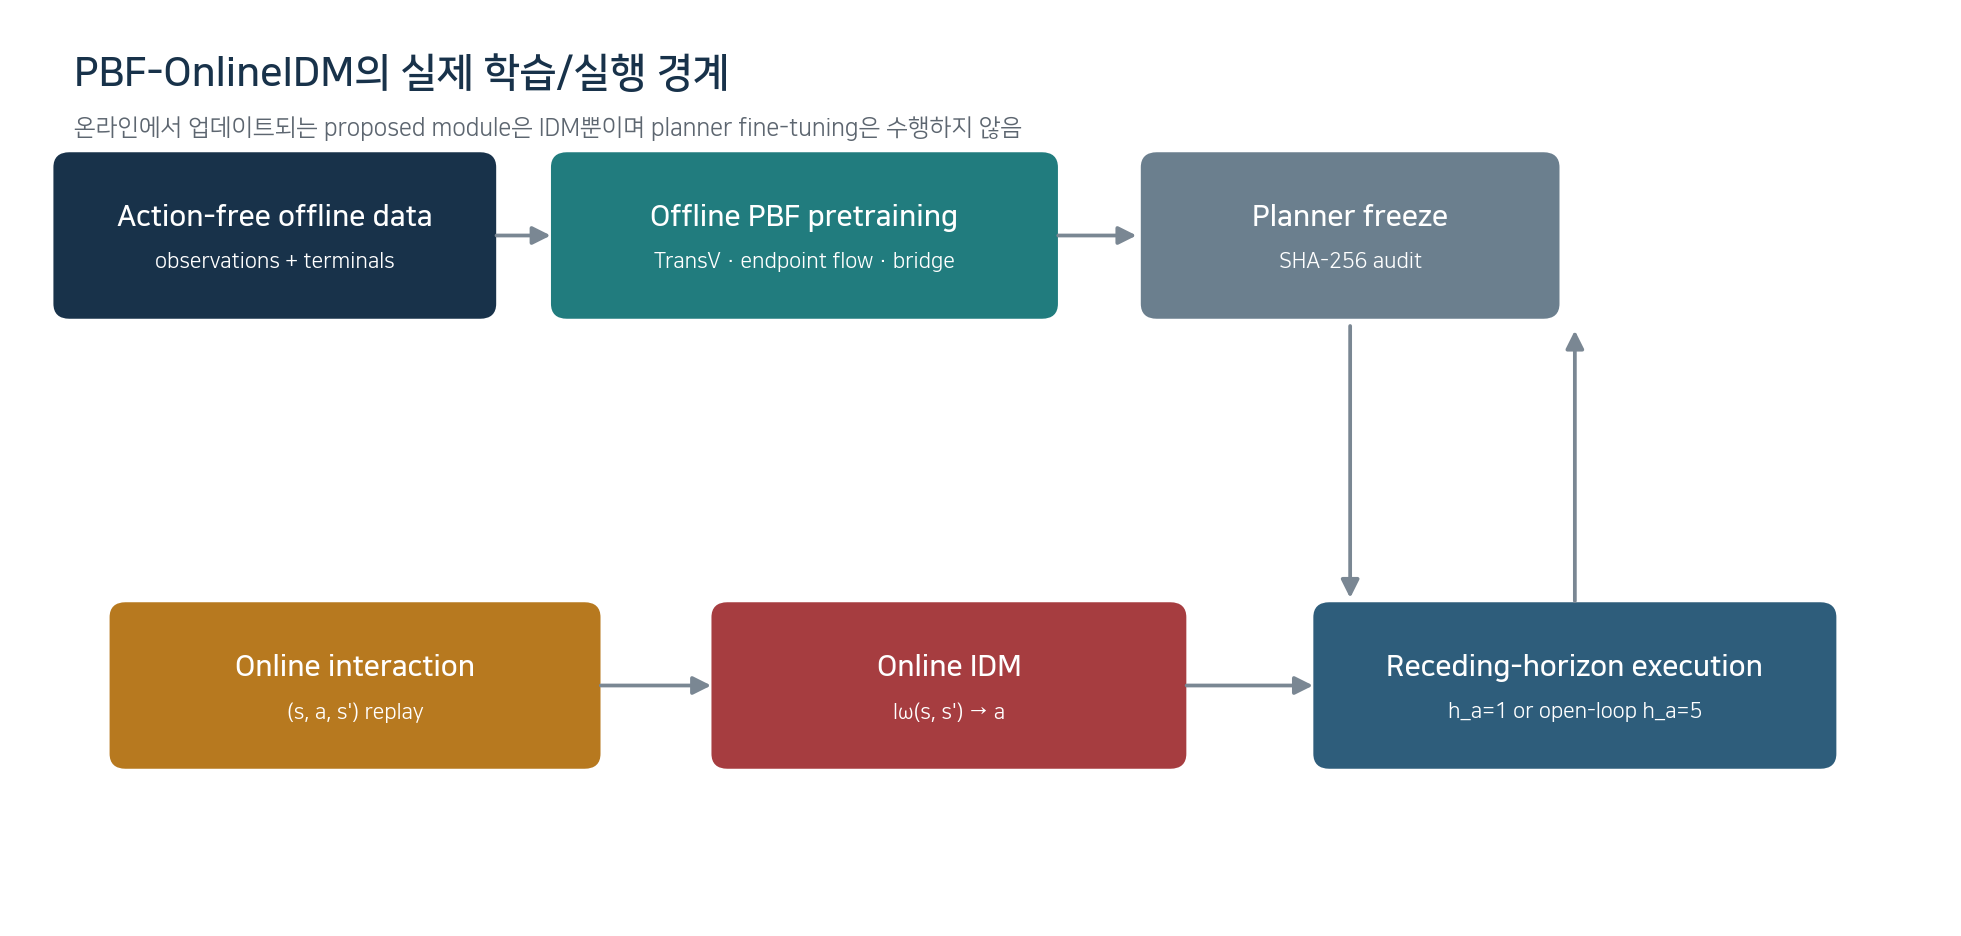 PBF-OnlineIDM의 실제 학습/실행 경계
온라인에서 업데이트되는 proposed module은 IDM뿐이며 planner fine-tuning은 수행하지 않음
Action-free offline data
observations + terminals
Offline PBF pretraining
TransV · endpoint flow · bridge
Planner freeze
SHA-256 audit
Online interaction
(s, a, s') replay
Online IDM
Iω(s, s') → a
Receding-horizon execution
h_a=1 or open-loop h_a=5